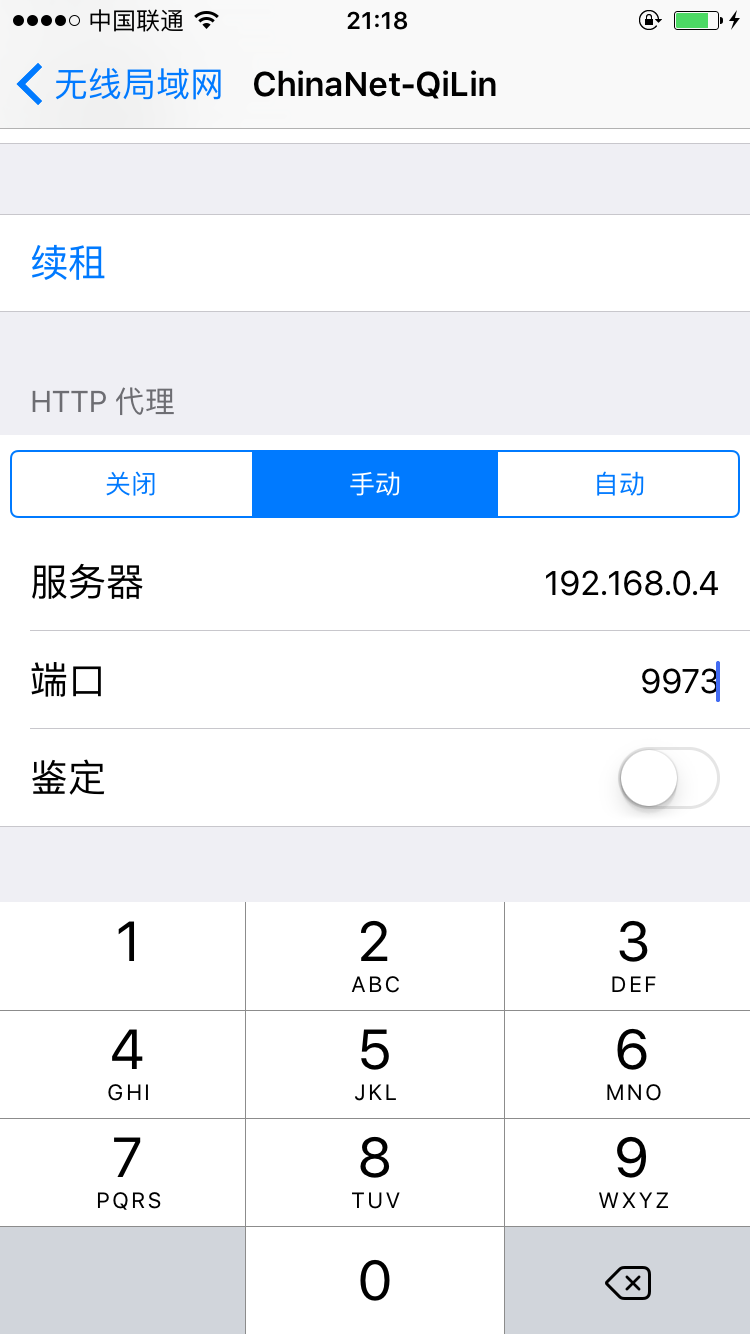 中国联通 21:18
无线局域网 ChinaNet-QiLin
续租
HTTP 代理
关闭 手动 自动
服务器 192.168.0.4
端口 9973
鉴定
1 2 3
ABC DEF
4 5 6
GHI JKL MNO
7 8 9
PQRS TUV WXYZ
0